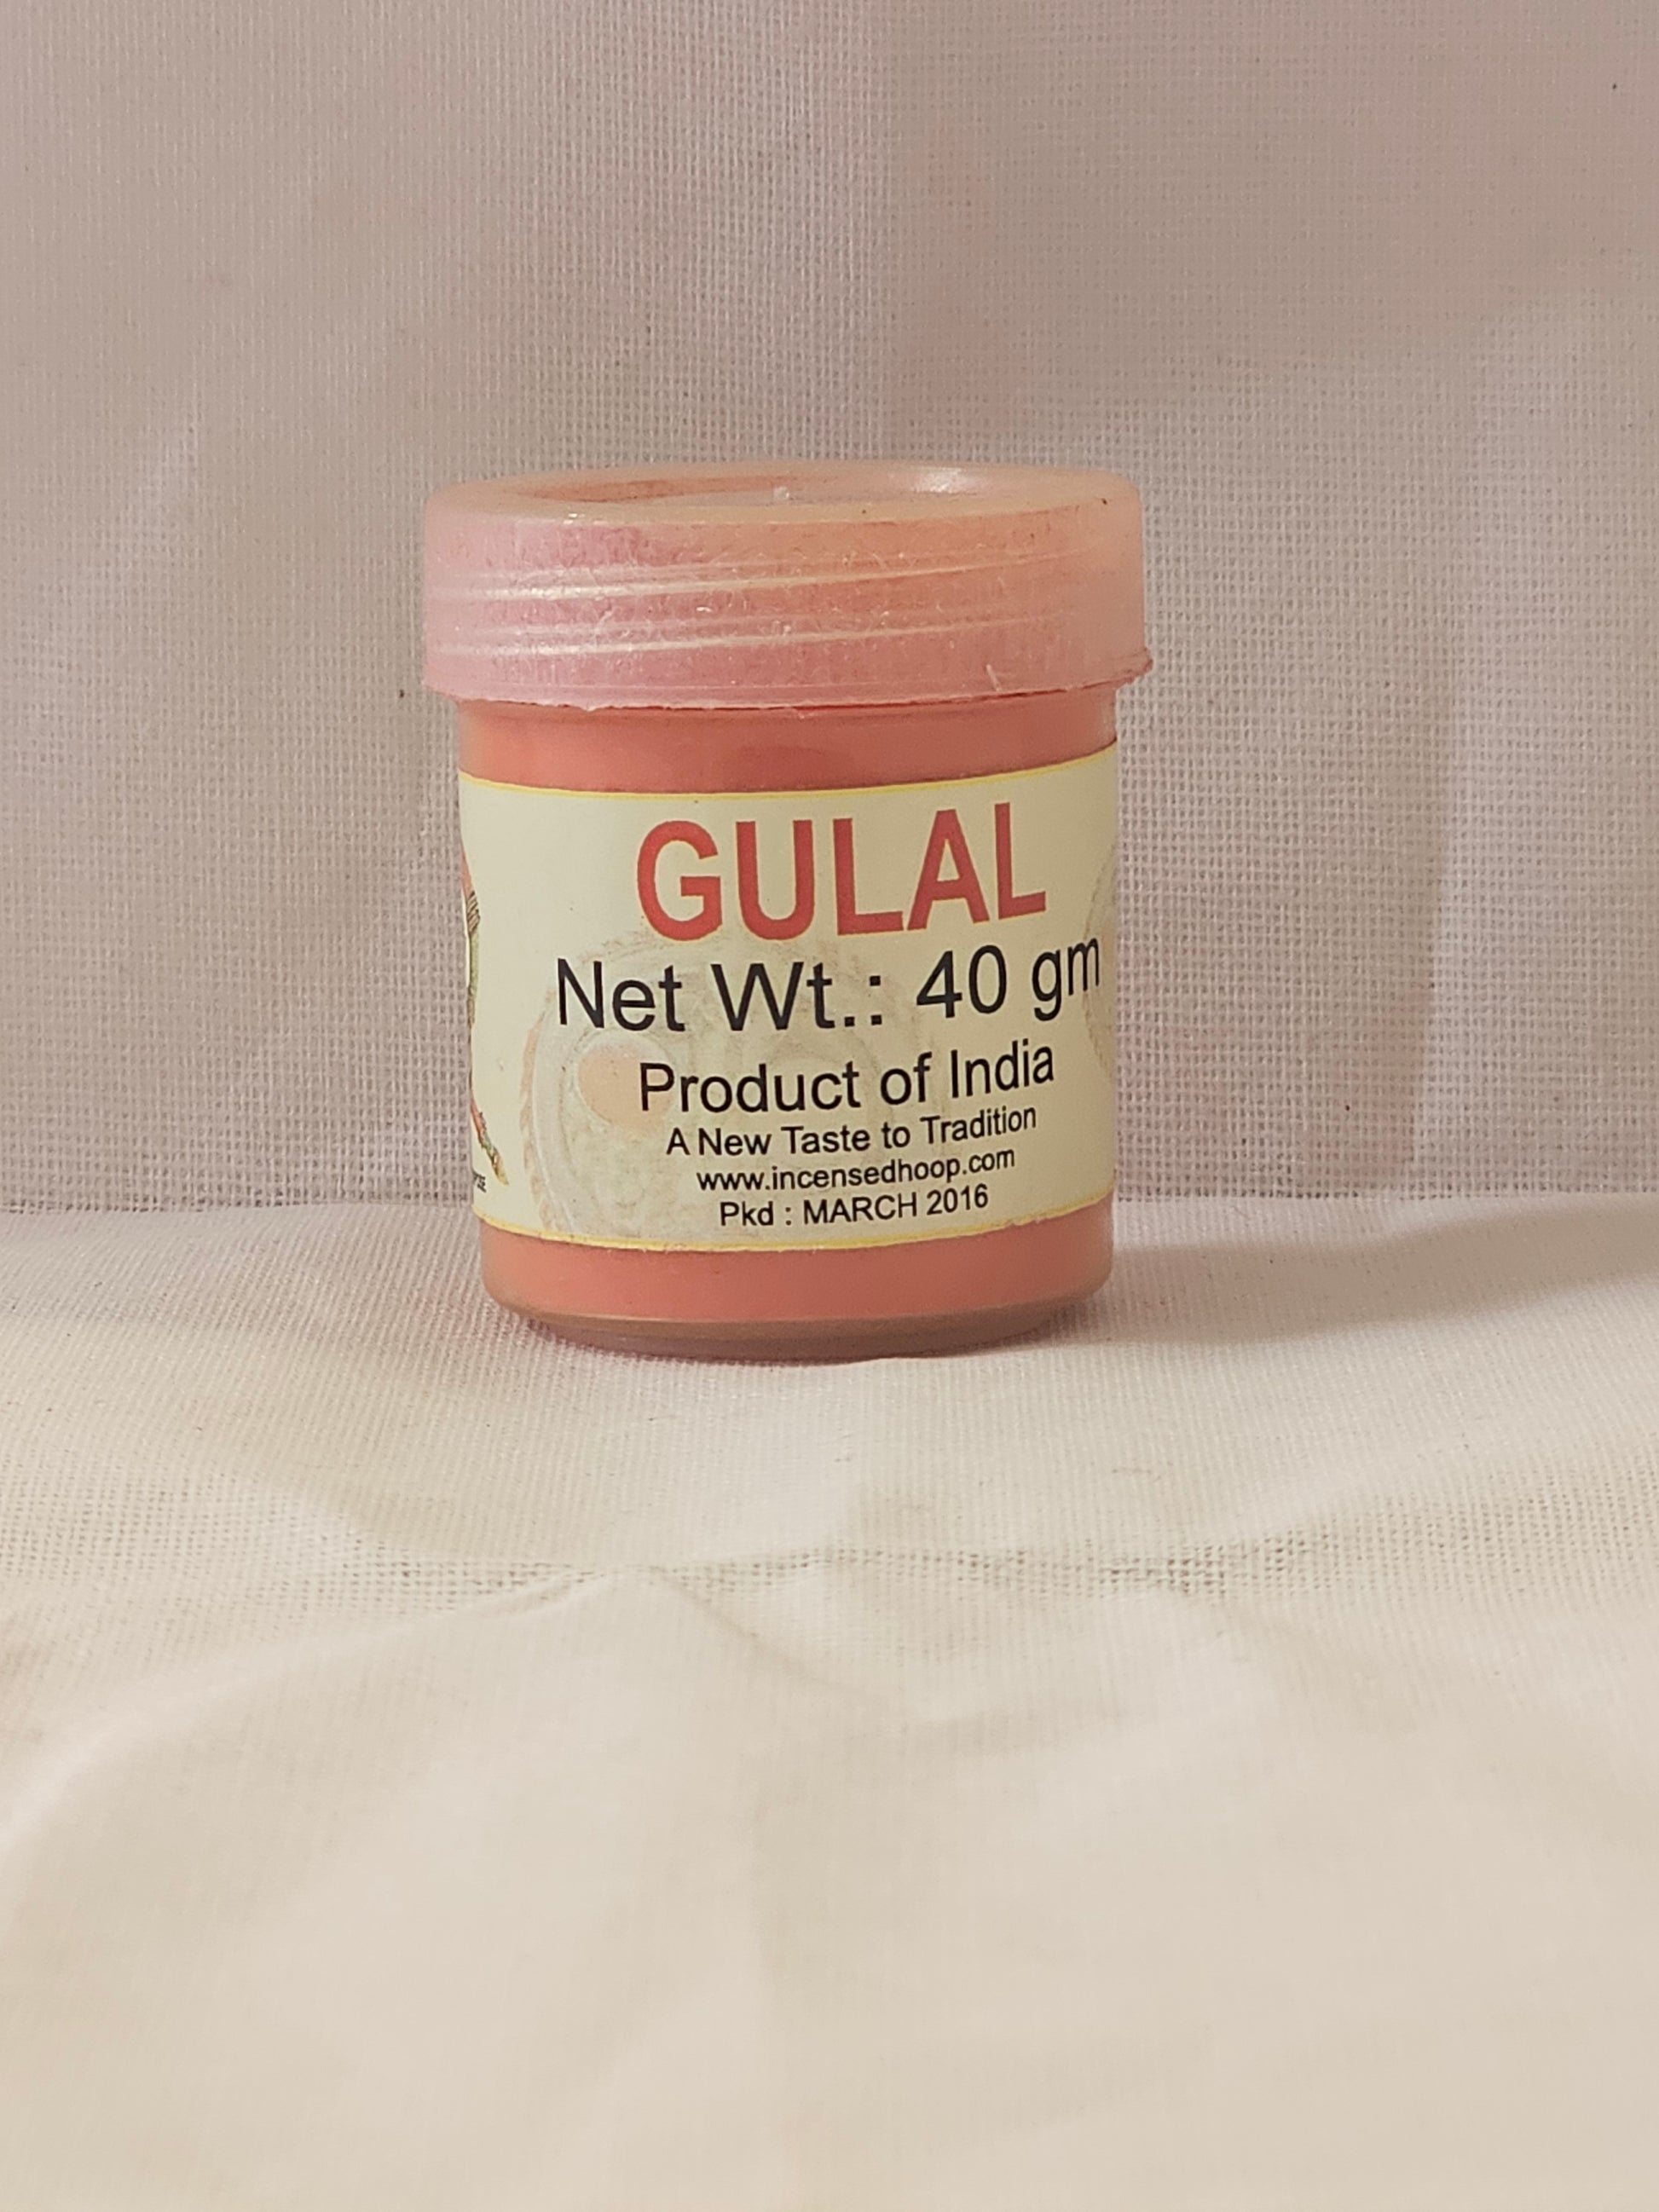 GULAL
Net Wt.: 40 gm
Product of India
A New Taste to Tradition
www.incensedhoop.com
Pkd : MARCH 2016